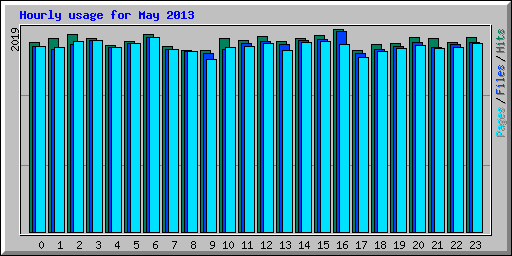 Hourly usage for May 2013
2019
Pages/Files/Hits
0 1 2 3 4 5 6 7 8 9 10 11 12 13 14 15 16 17 18 19 20 21 22 23